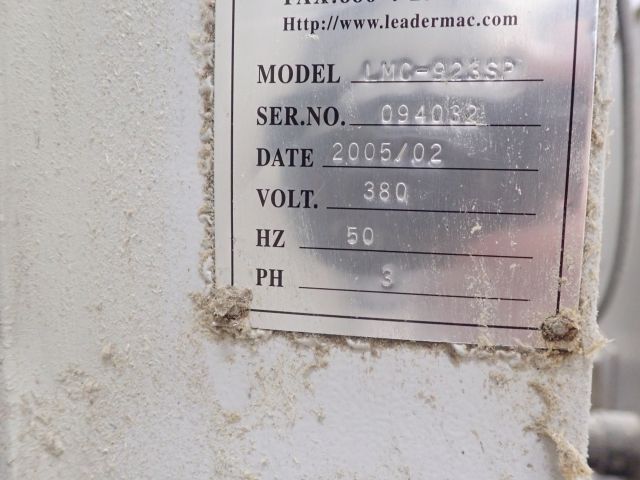 Http://www.leadermac.com
MODEL LMC-923SP
SER.NO. 094032
DATE 2005/02
VOLT. 380
HZ 50
PH 3